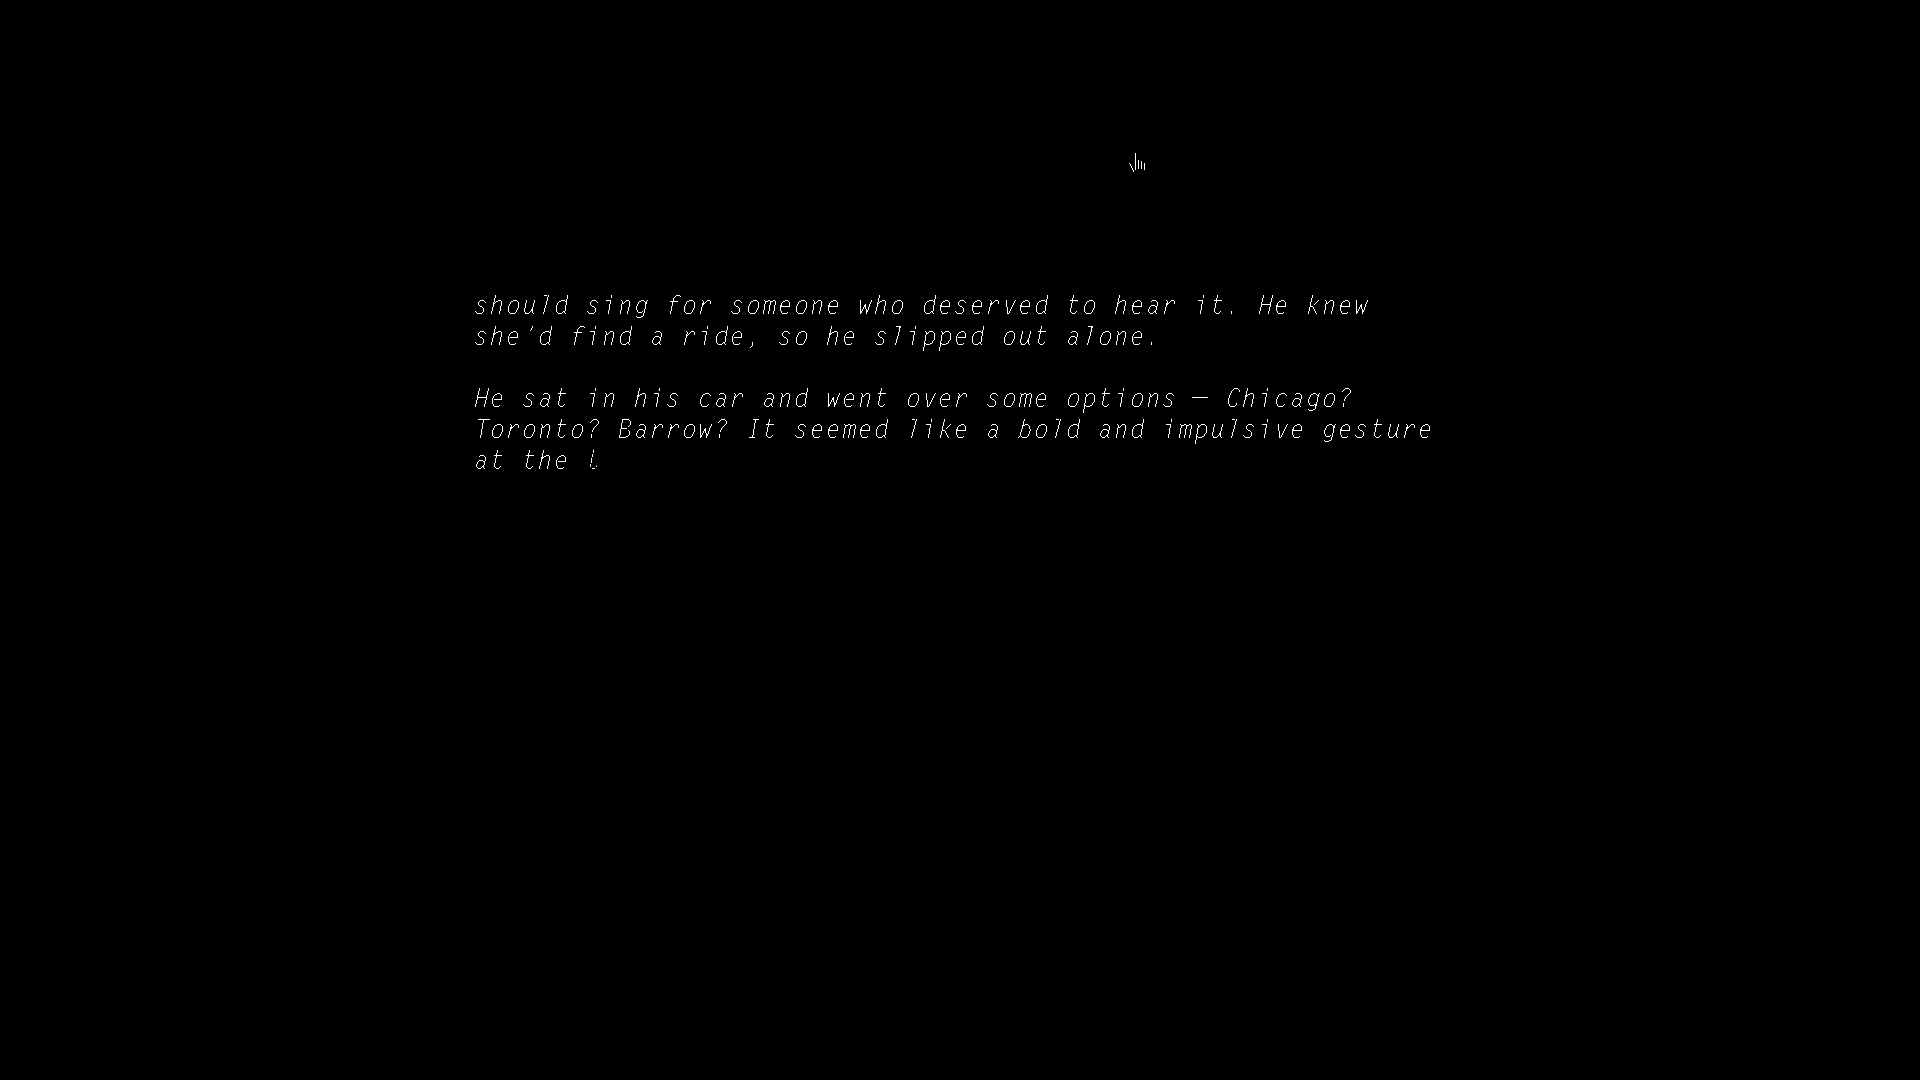 should sing for someone who deserved to hear it. He knew
she'd find a ride, so he slipped out alone.
He sat in his car and went over some options — Chicago?
Toronto? Barrow? It seemed like a bold and impulsive gesture
at the